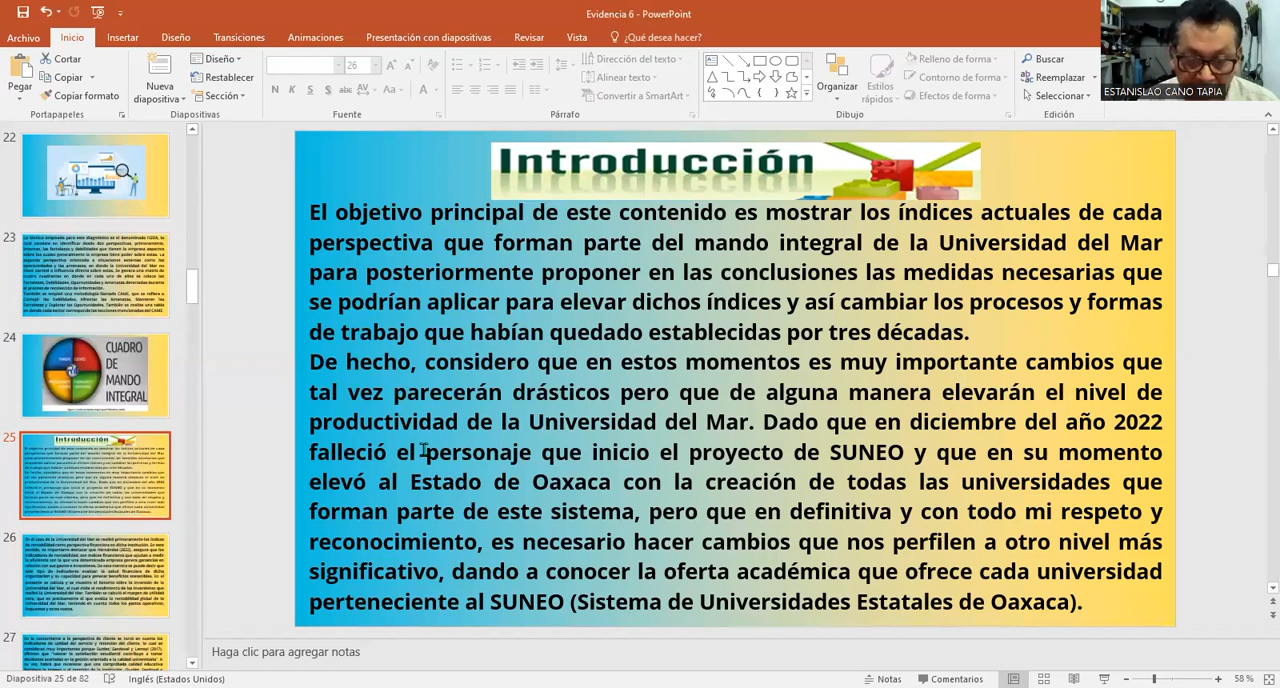 Evidencia 6 - PowerPoint
Archivo Inicio Insertar Diseño Transiciones Animaciones Presentación con diapositivas Revisar Vista ¿Qué desea hacer?
Pegar
Cortar
Copiar
Copiar formato
Portapapeles
Nueva
diapositiva
Diseño
Restablecer
Sección
Diapositivas
26
N K S S abc AV Aa A
Fuente
Dirección del texto
Alinear texto
Convertir a SmartArt
Párrafo
Organizar
Estilos
rápidos
Relleno de forma
Contorno de forma
Efectos de forma
Dibujo
Buscar
Reemplazar
Seleccionar
Edición
ESTANISLAO CANO TAPIA
22
23
24
CUADRO
DE
MANDO
INTEGRAL
25
26
27
Introducción
El objetivo principal de este contenido es mostrar los índices actuales de cada
perspectiva que forman parte del mando integral de la Universidad del Mar
para posteriormente proponer en las conclusiones las medidas necesarias que
se podrían aplicar para elevar dichos índices y así cambiar los procesos y formas
de trabajo que habían quedado establecidas por tres décadas.
De hecho, considero que en estos momentos es muy importante cambios que
tal vez parecerán drásticos pero que de alguna manera elevarán el nivel de
productividad de la Universidad del Mar. Dado que en diciembre del año 2022
falleció el personaje que inicio el proyecto de SUNEO y que en su momento
elevó al Estado de Oaxaca con la creación de todas las universidades que
forman parte de este sistema, pero que en definitiva y con todo mi respeto y
reconocimiento, es necesario hacer cambios que nos perfilen a otro nivel más
significativo, dando a conocer la oferta académica que ofrece cada universidad
perteneciente al SUNEO (Sistema de Universidades Estatales de Oaxaca).
Haga clic para agregar notas
Diapositiva 25 de 82 Inglés (Estados Unidos) Notas Comentarios 58 %